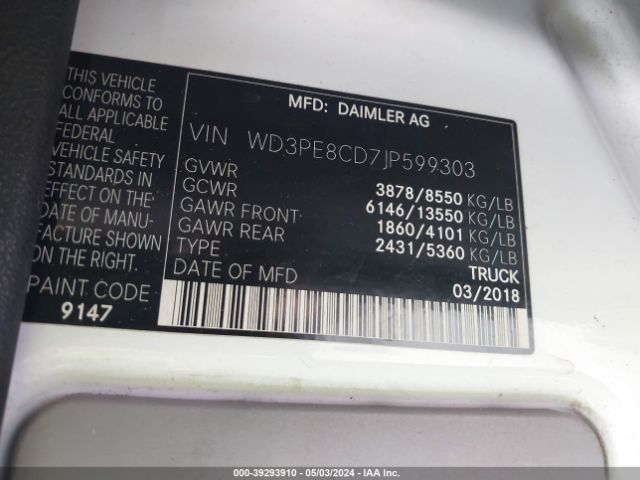 THIS VEHICLE
CONFORMS TO
ALL APPLICABLE
FEDERAL
VEHICLE SAFETY
STANDARDS IN
EFFECT ON THE
DATE OF MANU-
FACTURE SHOWN
ON THE RIGHT.
PAINT CODE
9147
MFD: DAIMLER AG
VIN WD3PE8CD7JP599303
GVWR 3878/8550 KG/LB
GCWR 6146/13550 KG/LB
GAWR FRONT 1860/4101 KG/LB
GAWR REAR 2431/5360 KG/LB
TYPE TRUCK
DATE OF MFD 03/2018
000-39293910 - 05/03/2024 - IAA Inc.